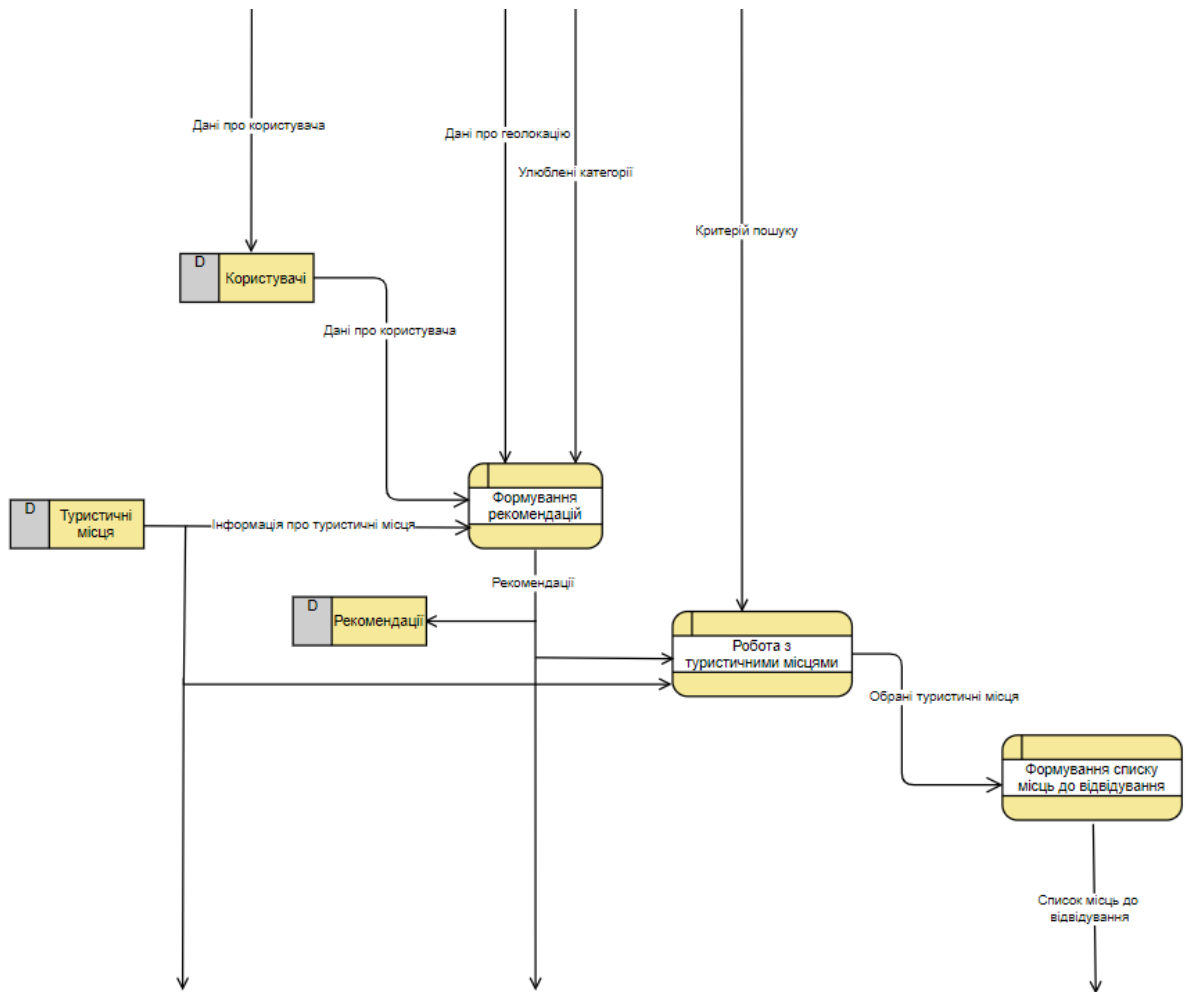 Дані про користувача
Дані про геолокацію
Улюблені категорії
Критерій пошуку
D
Користувачі
Дані про користувача
D
Туристичні
місця
Інформація про туристичні місця
Формування
рекомендацій
Рекомендації
D
Рекомендації
Робота з
туристичними місцями
Обрані туристичні місця
Формування списку
місць до відвідування
Список місць до
відвідування